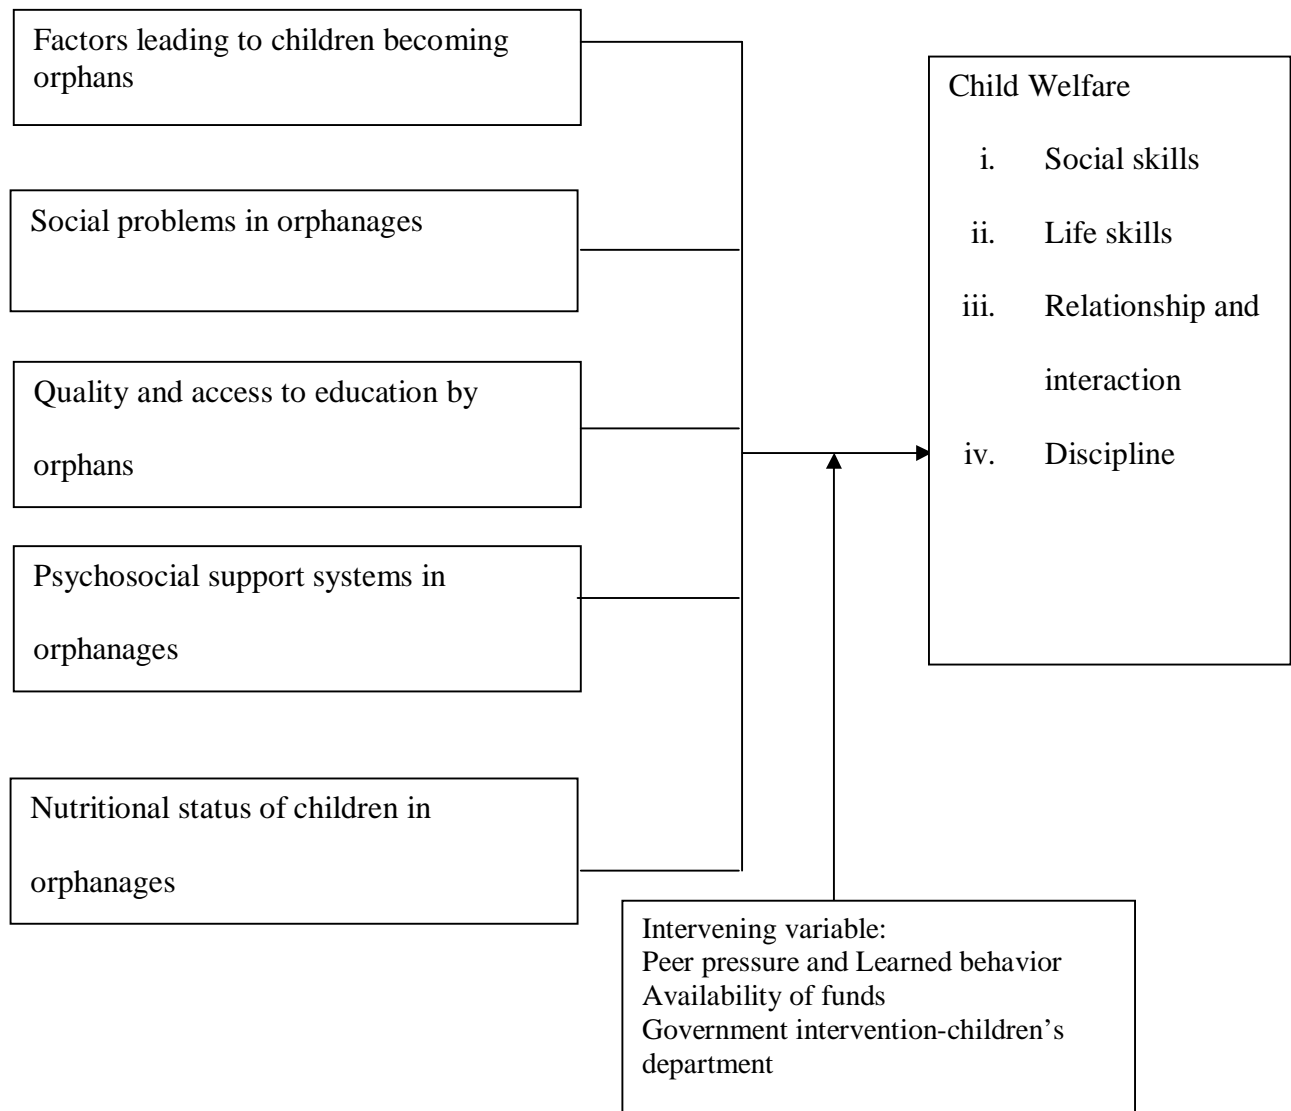 Factors leading to children becoming
orphans
Social problems in orphanages
Quality and access to education by
orphans
Psychosocial support systems in
orphanages
Nutritional status of children in
orphanages
Child Welfare
i. Social skills
ii. Life skills
iii. Relationship and
interaction
iv. Discipline
Intervening variable:
Peer pressure and Learned behavior
Availability of funds
Government intervention-children’s
department